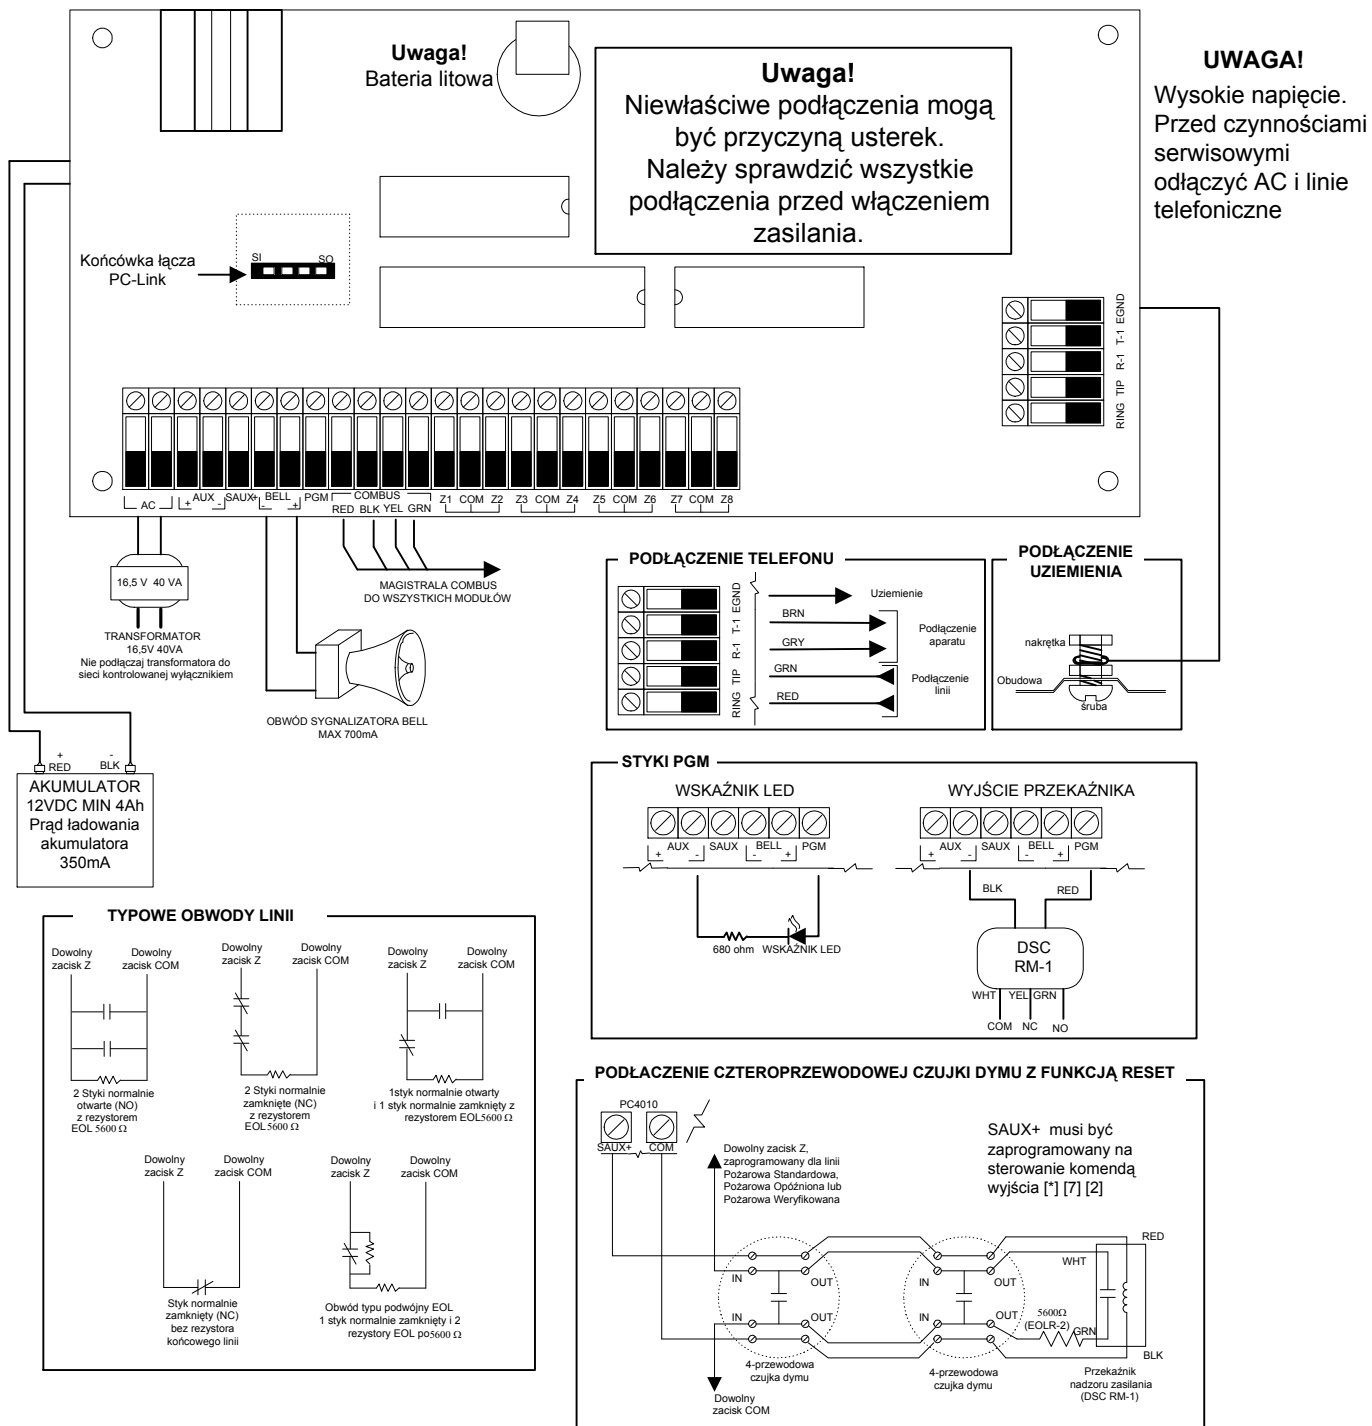 Uwaga!
Bateria litowa
Uwaga!
Niewłaściwe podłączenia mogą
być przyczyną usterek.
Należy sprawdzić wszystkie
podłączenia przed włączeniem
zasilania.
UWAGA!
Wysokie napięcie.
Przed czynnościami
serwisowymi
odłączyć AC i linie
telefoniczne
Końcówka łącza
PC-Link
SI SO
RING TIP R-1 T-1 EGND
AC + AUX - SAUX+ - BELL + PGM COMBUS Z1 COM Z2 Z3 COM Z4 Z5 COM Z6 Z7 COM Z8
RED BLK YEL GRN
16,5 V 40 VA
TRANSFORMATOR
16,5V 40VA
Nie podłączaj transformatora do
sieci kontrolowanej wyłącznikiem
MAGISTRALA COMBUS
DO WSZYSTKICH MODUŁÓW
OBWÓD SYGNALIZATORA BELL
MAX 700mA
+ -
RED BLK
AKUMULATOR
12VDC MIN 4Ah
Prąd ładowania
akumulatora
350mA
PODŁĄCZENIE TELEFONU
RING TIP R-1 T-1 EGND
Uziemienie
BRN
GRY
GRN
RED
Podłączenie
aparatu
Podłączenie
linii
PODŁĄCZENIE
UZIEMIENIA
nakrętka
Obudowa
śruba
STYKI PGM
WSKAŹNIK LED
+ AUX - SAUX - BELL + PGM
680 ohm WSKAŹNIK LED
WYJŚCIE PRZEKAŹNIKA
+ AUX - SAUX - BELL + PGM
BLK RED
DSC
RM-1
WHT YEL GRN
COM NC NO
TYPOWE OBWODY LINII
Dowolny
zacisk Z
Dowolny
zacisk COM
2 Styki normalnie
otwarte (NO)
z rezystorem
EOL 5600 Ω
Dowolny
zacisk Z
Dowolny
zacisk COM
2 Styki normalnie
zamknięte (NC)
z rezystorem
EOL5600 Ω
Dowolny
zacisk Z
Dowolny
zacisk COM
1styk normalnie otwarty
i 1 styk normalnie zamknięty z
rezystorem EOL5600 Ω
Dowolny
zacisk Z
Dowolny
zacisk COM
Styk normalnie
zamknięty (NC)
bez rezystora
końcowego linii
Dowolny
zacisk Z
Dowolny
zacisk COM
Obwód typu podwójny EOL
1 styk normalnie zamknięty i 2
rezystory EOL po5600 Ω
PODŁACZENIE CZTEROPRZEWODOWEJ CZUJKI DYMU Z FUNKCJĄ RESET
PC4010
SAUX+ COM
Dowolny zacisk Z,
zaprogramowany dla linii
Pożarowa Standardowa,
Pożarowa Opóźniona lub
Pożarowa Weryfikowana
SAUX+ musi być
zaprogramowany na
sterowanie komendą
wyjścia [*] [7] [2]
IN OUT
IN OUT
4-przewodowa
czujka dymu
Dowolny
zacisk COM
IN OUT
IN OUT
4-przewodowa
czujka dymu
RED
WHT
5600Ω
(EOLR-2)
GRN
BLK
Przekaźnik
nadzoru zasilania
(DSC RM-1)